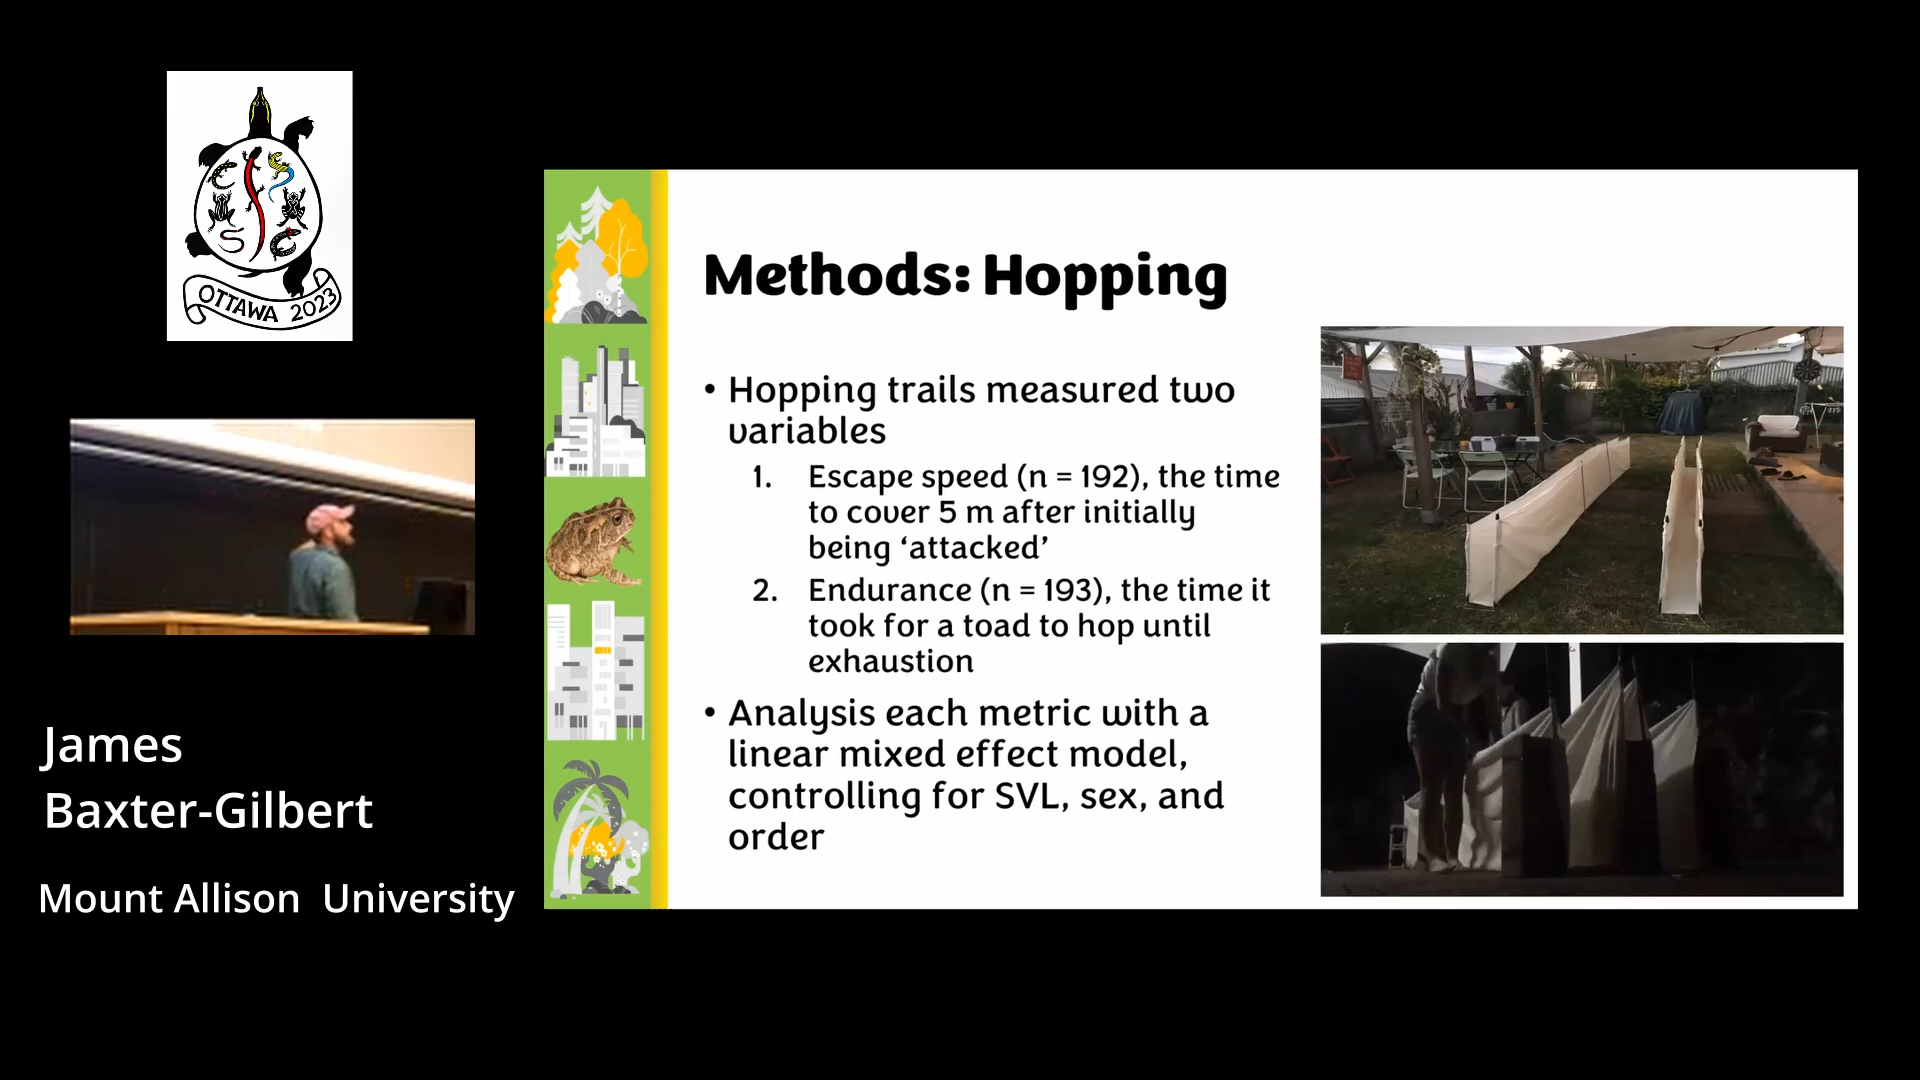 OTTAWA 2023
James
Baxter-Gilbert
Mount Allison University
Methods: Hopping
• Hopping trails measured two
variables
1. Escape speed (n = 192), the time
to cover 5 m after initially
being ‘attacked’
2. Endurance (n = 193), the time it
took for a toad to hop until
exhaustion
• Analysis each metric with a
linear mixed effect model,
controlling for SVL, sex, and
order